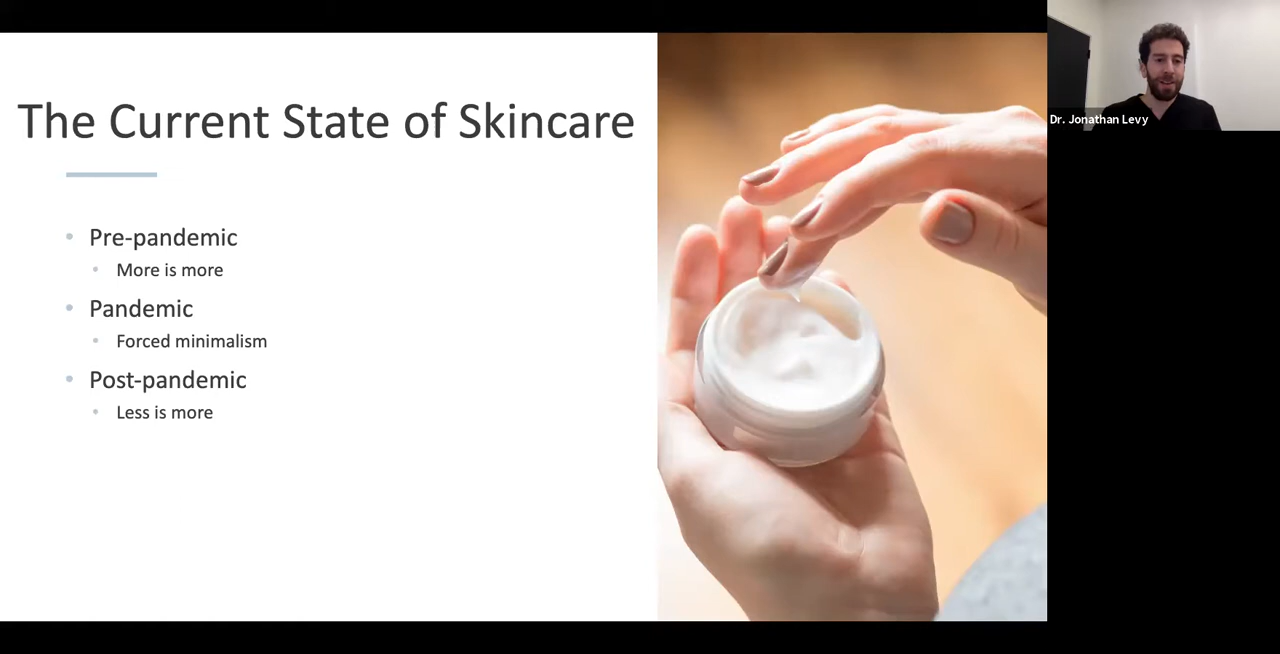 The Current State of Skincare
• Pre-pandemic
• More is more
• Pandemic
• Forced minimalism
• Post-pandemic
• Less is more
Dr. Jonathan Levy